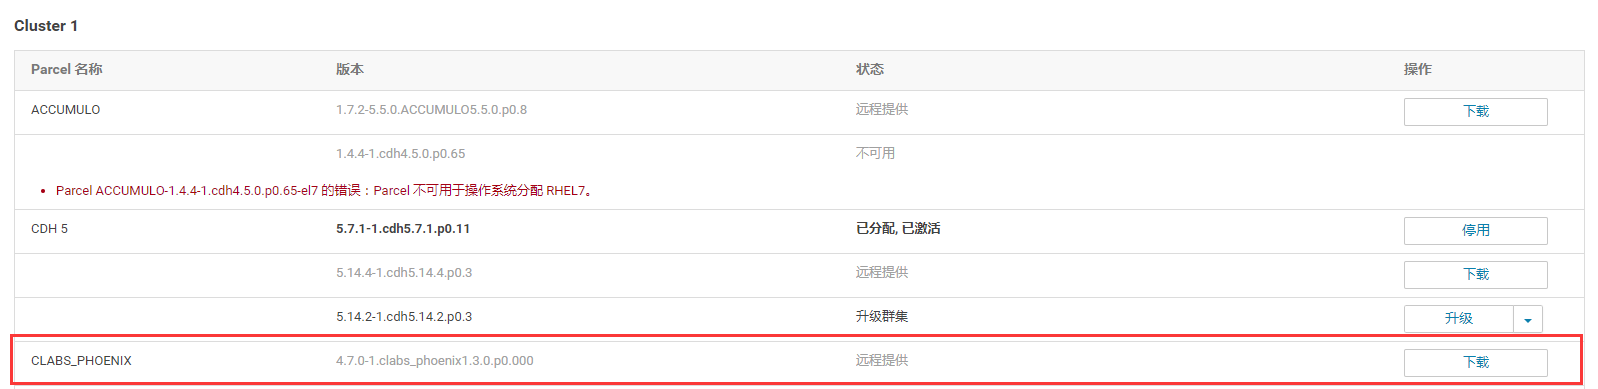 Cluster 1
Parcel 名称 版本 状态 操作
ACCUMULO 1.7.2-5.5.0.ACCUMULO5.5.0.p0.8 远程提供 下载
1.4.4-1.cdh4.5.0.p0.65 不可用
• Parcel ACCUMULO-1.4.4-1.cdh4.5.0.p0.65-el7 的错误：Parcel 不可用于操作系统分配 RHEL7。
CDH 5 5.7.1-1.cdh5.7.1.p0.11 已分配, 已激活 停用
5.14.4-1.cdh5.14.4.p0.3 远程提供 下载
5.14.2-1.cdh5.14.2.p0.3 升级群集 升级
CLABS_PHOENIX 4.7.0-1.clabs_phoenix1.3.0.p0.000 远程提供 下载